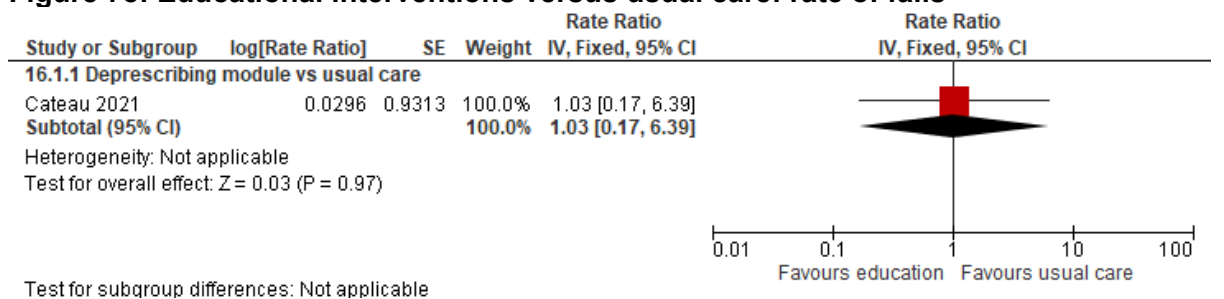 Rate Ratio Rate Ratio
Study or Subgroup log[Rate Ratio] SE Weight IV, Fixed, 95% CI IV, Fixed, 95% CI
16.1.1 Deprescribing module vs usual care
Cateau 2021 0.0296 0.9313 100.0% 1.03 [0.17, 6.39]
Subtotal (95% CI) 100.0% 1.03 [0.17, 6.39]
Heterogeneity: Not applicable
Test for overall effect: Z = 0.03 (P = 0.97)
0.01 0.1 1 10 100
Favours education Favours usual care
Test for subgroup differences: Not applicable